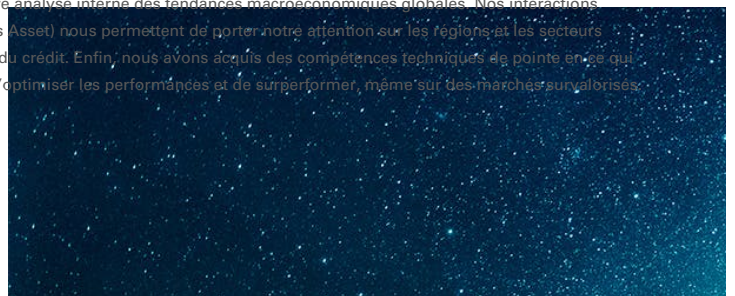 e analyse interne des tendances macroéconomiques globales. Nos interactions
s Asset) nous permettent de porter notre attention sur les régions et les secteurs
du crédit. Enfin, nous avons acquis des compétences techniques de pointe en ce qui
'optimiser les performances et de surperformer, même sur des marchés survalorisés.